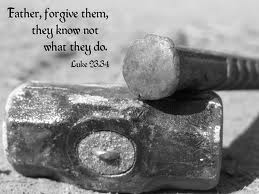 Father, forgive them,
they know not
what they do.
Luke 23:34